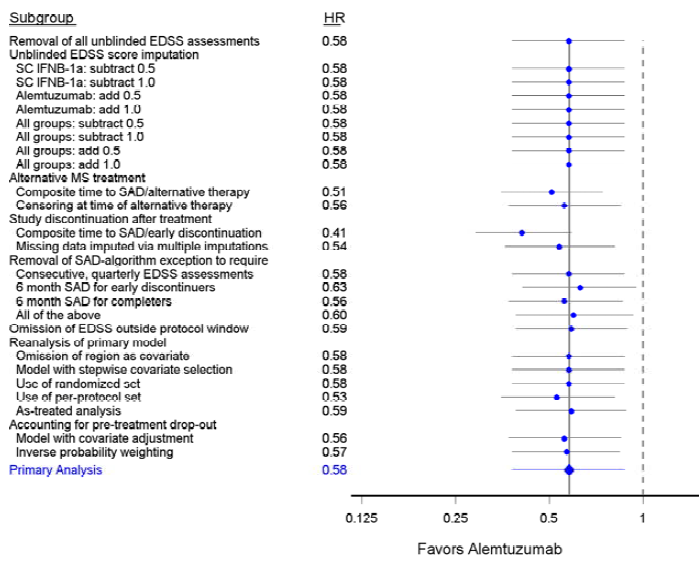 Subgroup HR
Removal of all unblinded EDSS assessments 0.58
Unblinded EDSS score imputation
SC IFNB-1a: subtract 0.5 0.58
SC IFNB-1a: subtract 1.0 0.58
Alemtuzumab: add 0.5 0.58
Alemtuzumab: add 1.0 0.58
All groups: subtract 0.5 0.58
All groups: subtract 1.0 0.58
All groups: add 0.5 0.58
All groups: add 1.0 0.58
Alternative MS treatment
Composite time to SAD/alternative therapy 0.51
Censoring at time of alternative therapy 0.56
Study discontinuation after treatment
Composite time to SAD/early discontinuation 0.41
Missing data imputed via multiple imputations 0.54
Removal of SAD-algorithm exception to require
Consecutive, quarterly EDSS assessments 0.58
6 month SAD for early discontinuers 0.63
6 month SAD for completers 0.56
All of the above 0.60
Omission of EDSS outside protocol window 0.59
Reanalysis of primary model
Omission of region as covariate 0.58
Model with stepwise covariate selection 0.58
Use of randomized set 0.58
Use of per-protocol set 0.53
As-treated analysis 0.59
Accounting for pre-treatment drop-out
Model with covariate adjustment 0.56
Inverse probability weighting 0.57
Primary Analysis 0.58
0.125 0.25 0.5 1
Favors Alemtuzumab